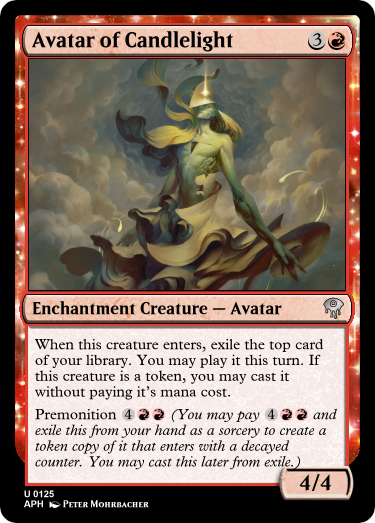 Avatar of Candlelight 3
Enchantment Creature — Avatar
When this creature enters, exile the top card
of your library. You may play it this turn. If
this creature is a token, you may cast it
without paying it's mana cost.
Premonition 4 (You may pay 4 and
exile this from your hand as a sorcery to create a
token copy of it that enters with a decayed
counter. You may cast this later from exile.)
4/4
U 0125
APH PETER MOHRBACHER